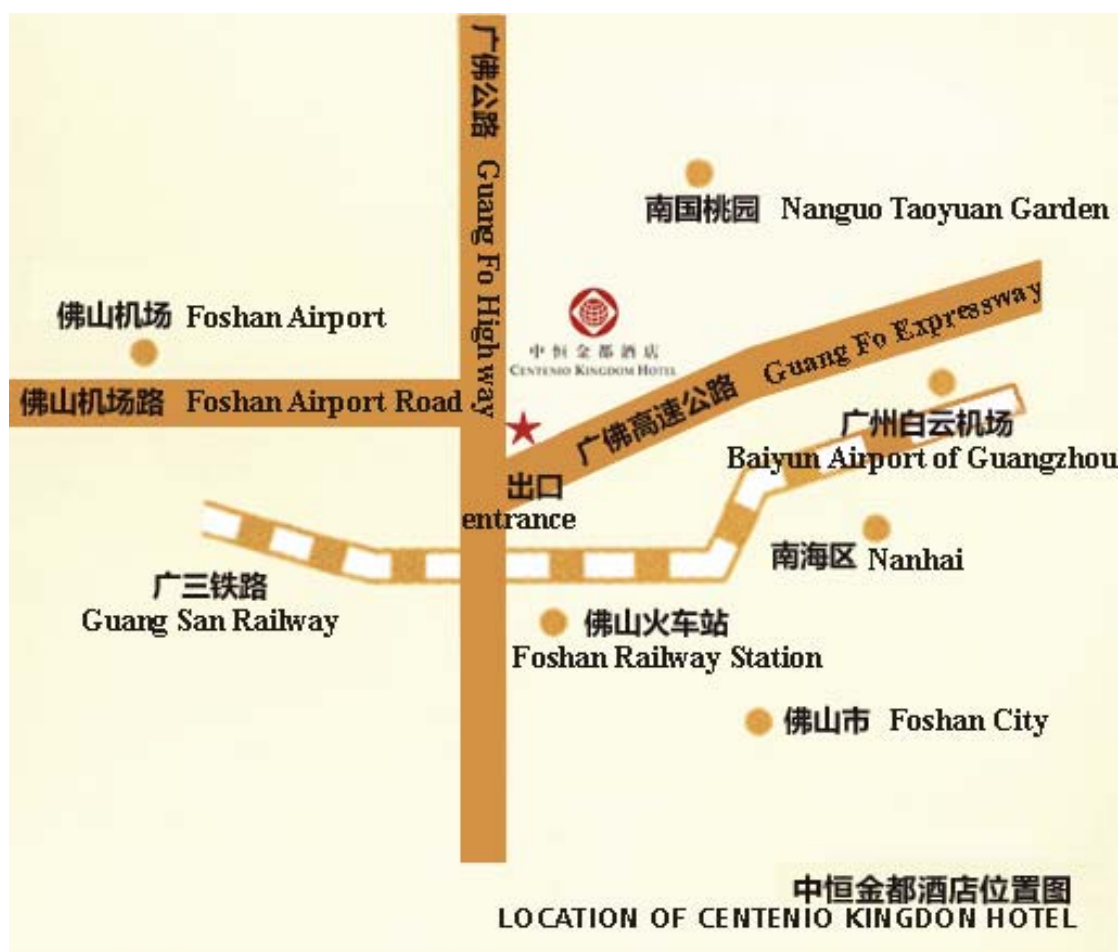 广佛公路 Guang Fo Highway
南国桃园 Nanguo Taoyuan Garden
佛山机场 Foshan Airport
中恒金都酒店
CENTENIO KINGDOM HOTEL
广佛高速公路 Guang Fo Expressway
佛山机场路 Foshan Airport Road
广州白云机场
Baiyun Airport of Guangzhou
出口
entrance
南海区 Nanhai
广三铁路
Guang San Railway
佛山火车站
Foshan Railway Station
佛山市 Foshan City
中恒金都酒店位置图
LOCATION OF CENTENIO KINGDON HOTEL